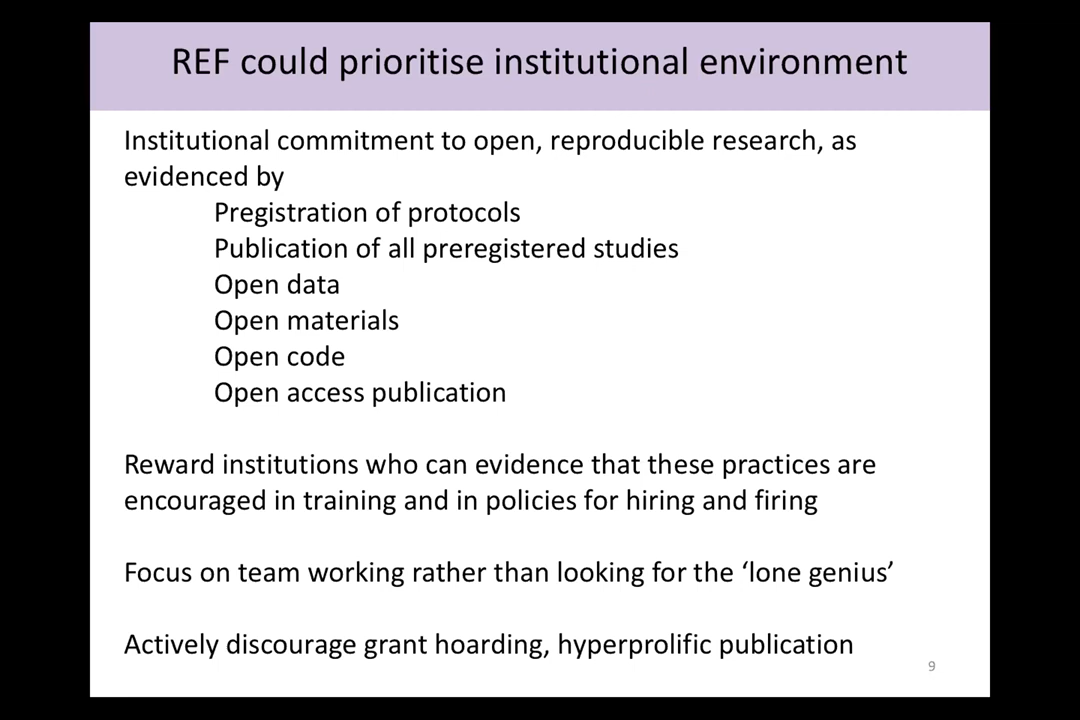 REF could prioritise institutional environment
Institutional commitment to open, reproducible research, as
evidenced by
Pregistration of protocols
Publication of all preregistered studies
Open data
Open materials
Open code
Open access publication
Reward institutions who can evidence that these practices are
encouraged in training and in policies for hiring and firing
Focus on team working rather than looking for the ‘lone genius’
Actively discourage grant hoarding, hyperprolific publication
9